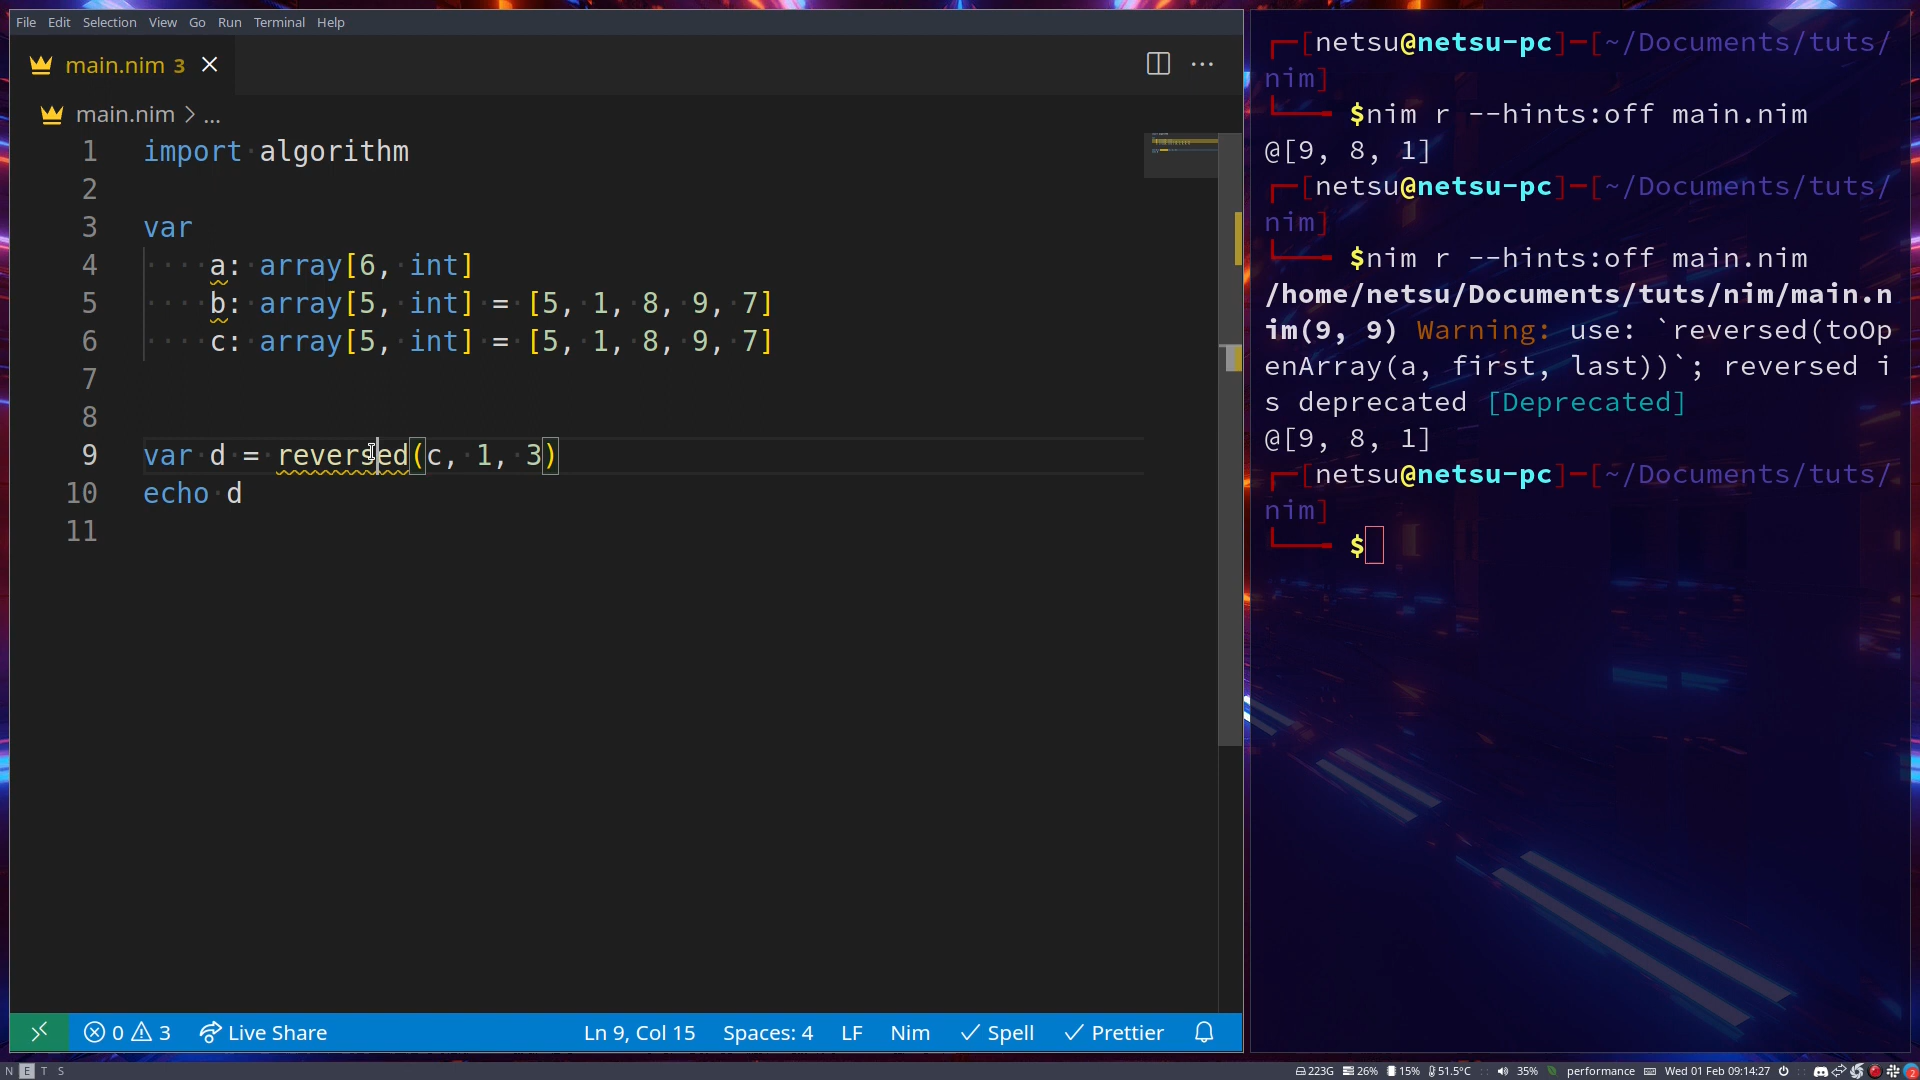 File Edit Selection View Go Run Terminal Help
main.nim 3
main.nim > ...
1 import algorithm
2
3 var
4 a: array[6, int]
5 b: array[5, int] = [5, 1, 8, 9, 7]
6 c: array[5, int] = [5, 1, 8, 9, 7]
7
8
9 var d = reversed(c, 1, 3)
10 echo d
11
0 3 Live Share Ln 9, Col 15 Spaces: 4 LF Nim Spell Prettier
[netsu@netsu-pc]-[~/Documents/tuts/
nim]
$nim r --hints:off main.nim
@[9, 8, 1]
[netsu@netsu-pc]-[~/Documents/tuts/
nim]
$nim r --hints:off main.nim
/home/netsu/Documents/tuts/nim/main.n
im(9, 9) Warning: use: `reversed(toOp
enArray(a, first, last))`; reversed i
s deprecated [Deprecated]
@[9, 8, 1]
[netsu@netsu-pc]-[~/Documents/tuts/
nim]
$
N E T S 223G 26% 15% 51.5°C 35% performance Wed 01 Feb 09:14:27 2